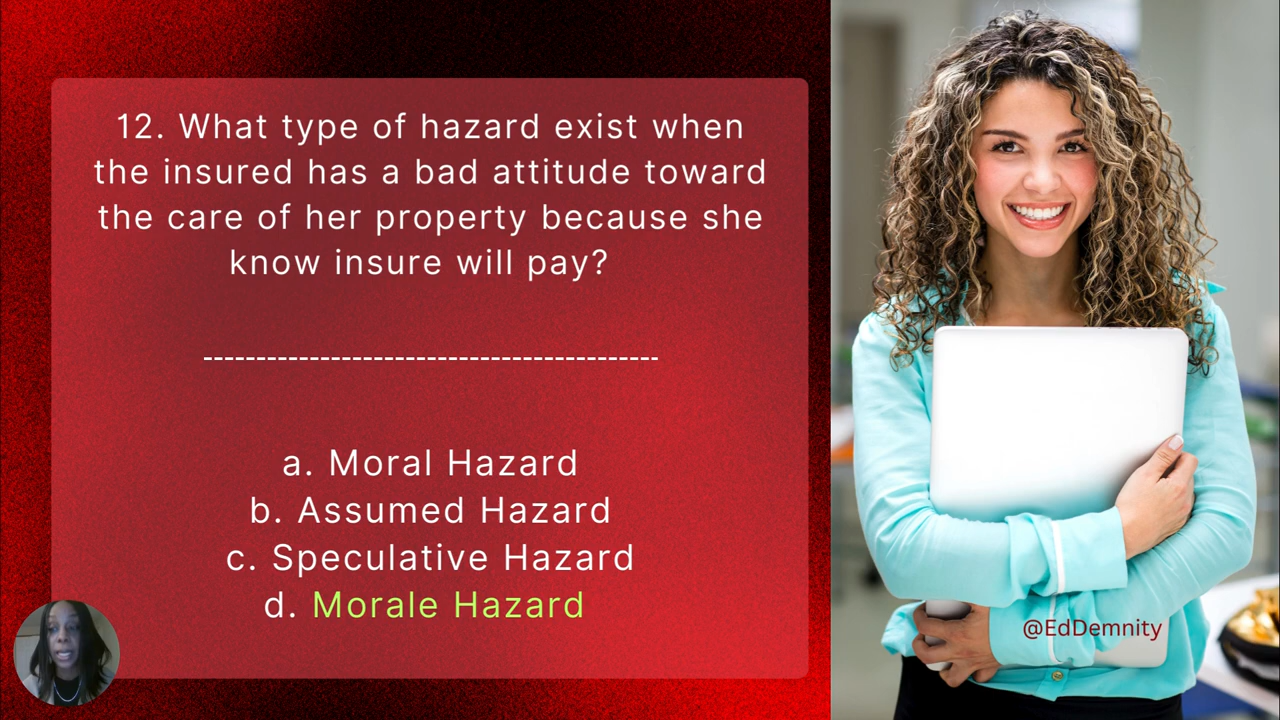 12. What type of hazard exist when
the insured has a bad attitude toward
the care of her property because she
know insure will pay?
-------------------------------------------
a. Moral Hazard
b. Assumed Hazard
c. Speculative Hazard
d. Morale Hazard
@EdDemnity